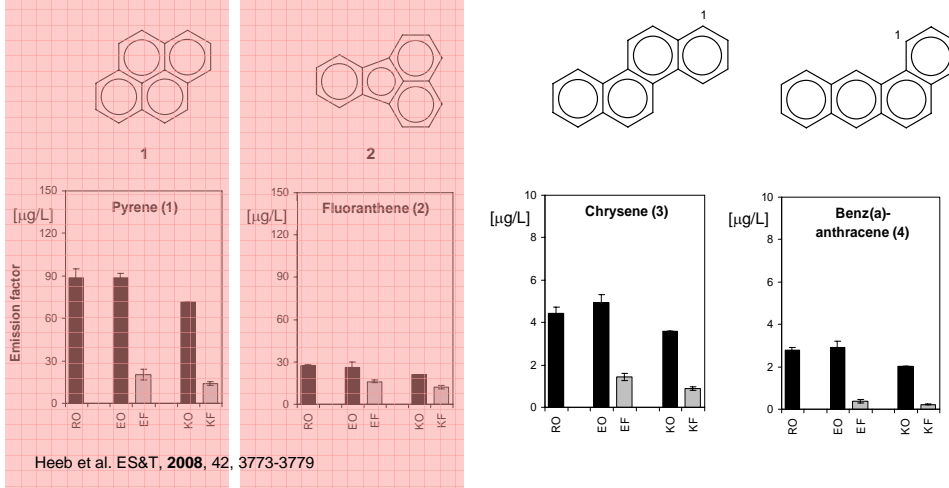 1
1
1
2
150
120
90
60
30
0
[μg/L]
Emission factor
Pyrene (1)
RO
EO
EF
KO
KF
150
120
90
60
30
0
[μg/L]
Fluoranthene (2)
RO
EO
EF
KO
KF
10
8
6
4
2
0
[μg/L]
Chrysene (3)
RO
EO
EF
KO
KF
10
8
6
4
2
0
[μg/L]
Benz(a)-
anthracene (4)
RO
EO
EF
KO
KF
Heeb et al. ES&T, 2008, 42, 3773-3779